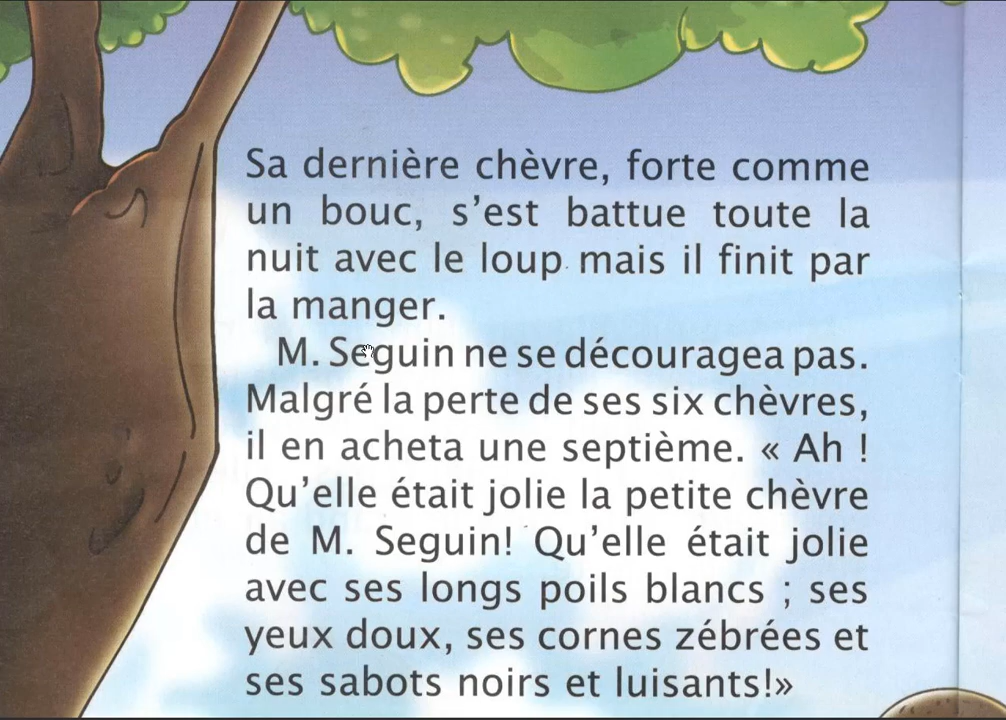 Sa dernière chèvre, forte comme
un bouc, s'est battue toute la
nuit avec le loup mais il finit par
la manger.
M. Seguin ne se découragea pas.
Malgré la perte de ses six chèvres,
il en acheta une septième. « Ah !
Qu'elle était jolie la petite chèvre
de M. Seguin! Qu'elle était jolie
avec ses longs poils blancs ; ses
yeux doux, ses cornes zébrées et
ses sabots noirs et luisants!»